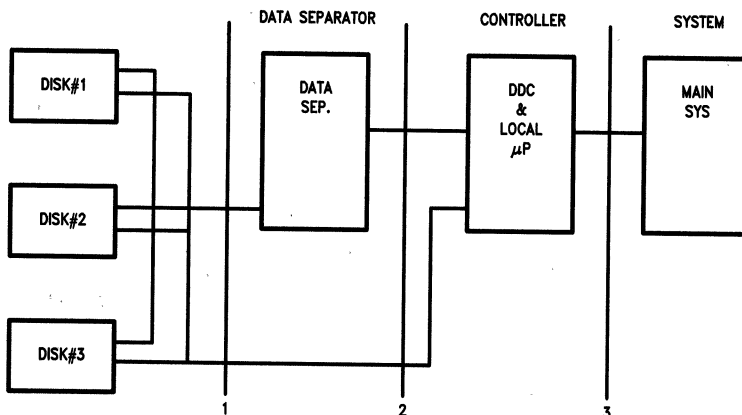 DATA SEPARATOR
CONTROLLER
SYSTEM
DISK#1
DATA
SEP.
DDC
&
LOCAL
μP
MAIN
SYS
DISK#2
DISK#3
1
2
3